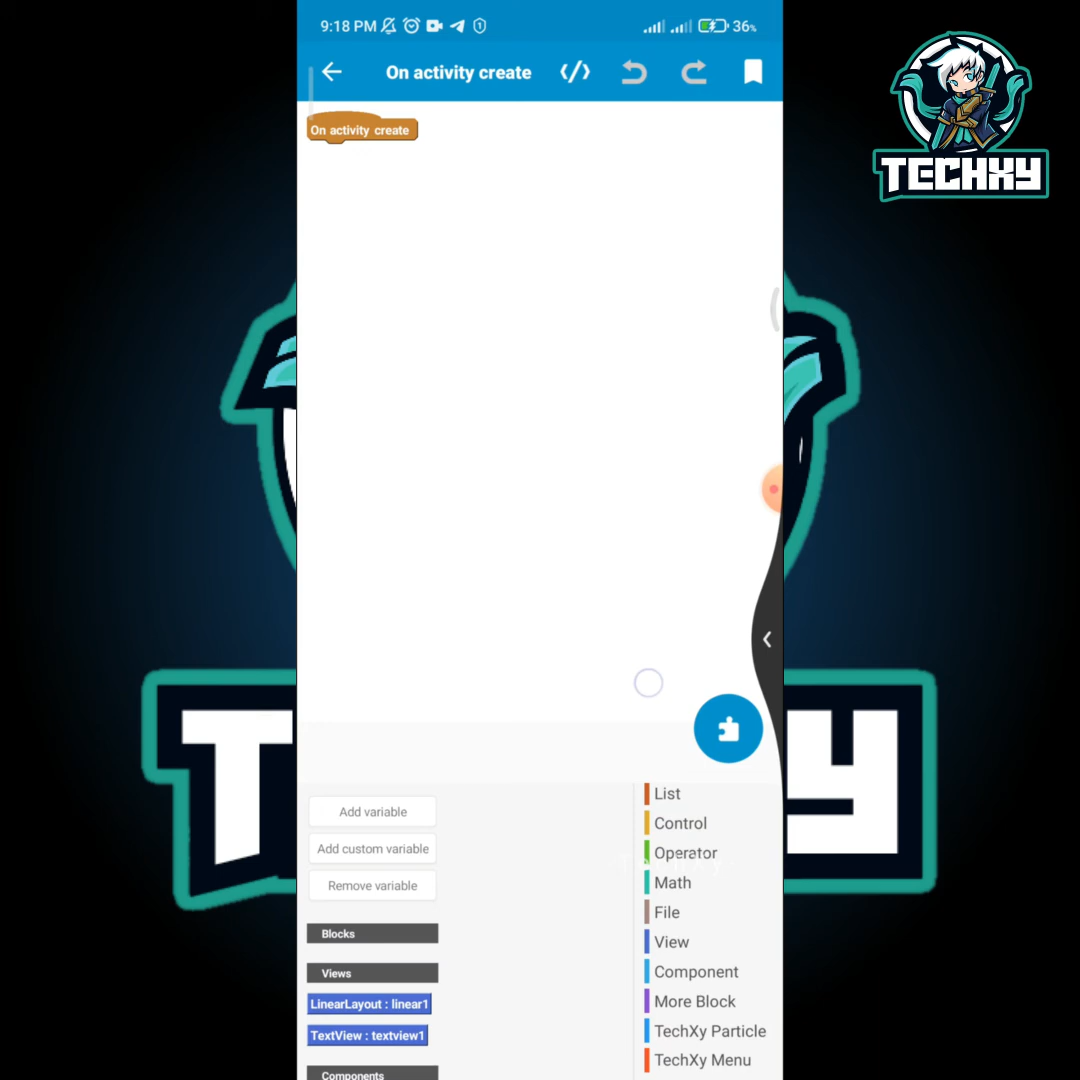 9:18 PM
36%
On activity create </>
TECHXY
On activity create
T
Y
Add variable
Add custom variable
Remove variable
Blocks
Views
LinearLayout : linear1
TextView : textview1
Components
List
Control
Operator
Math
File
View
Component
More Block
TechXy Particle
TechXy Menu